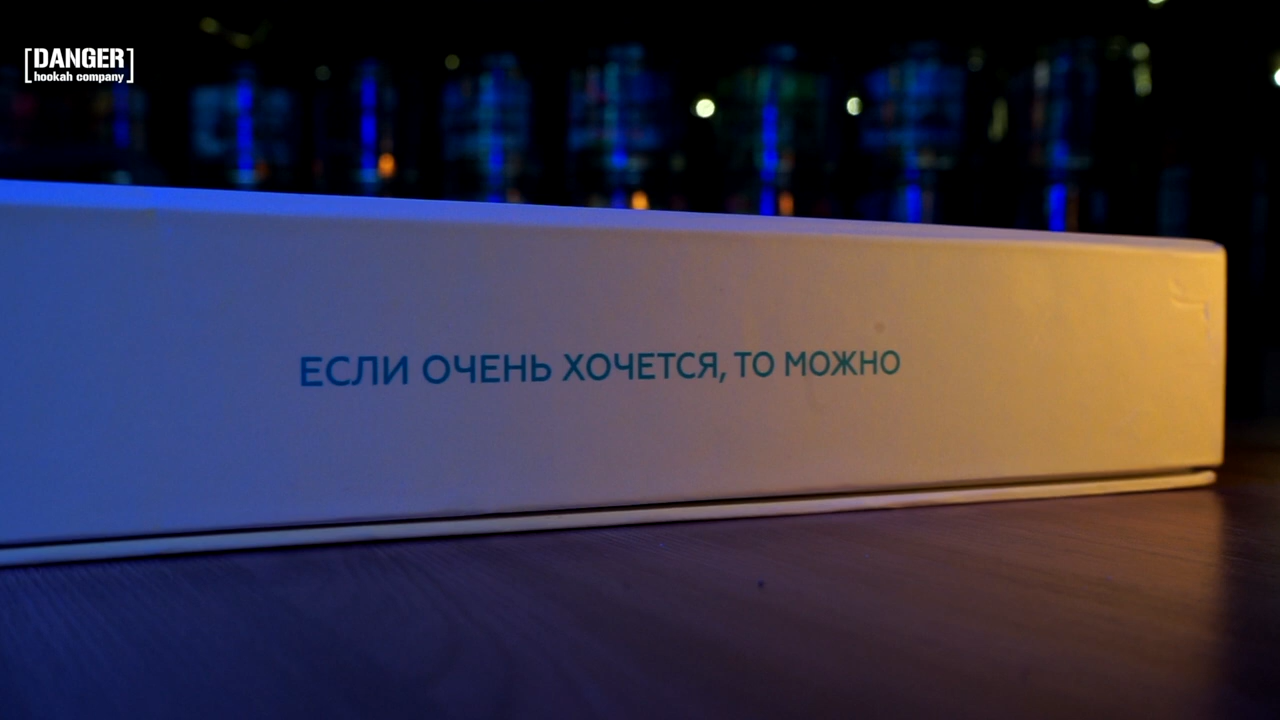 [DANGER]
hookah company
ЕСЛИ ОЧЕНЬ ХОЧЕТСЯ, ТО МОЖНО